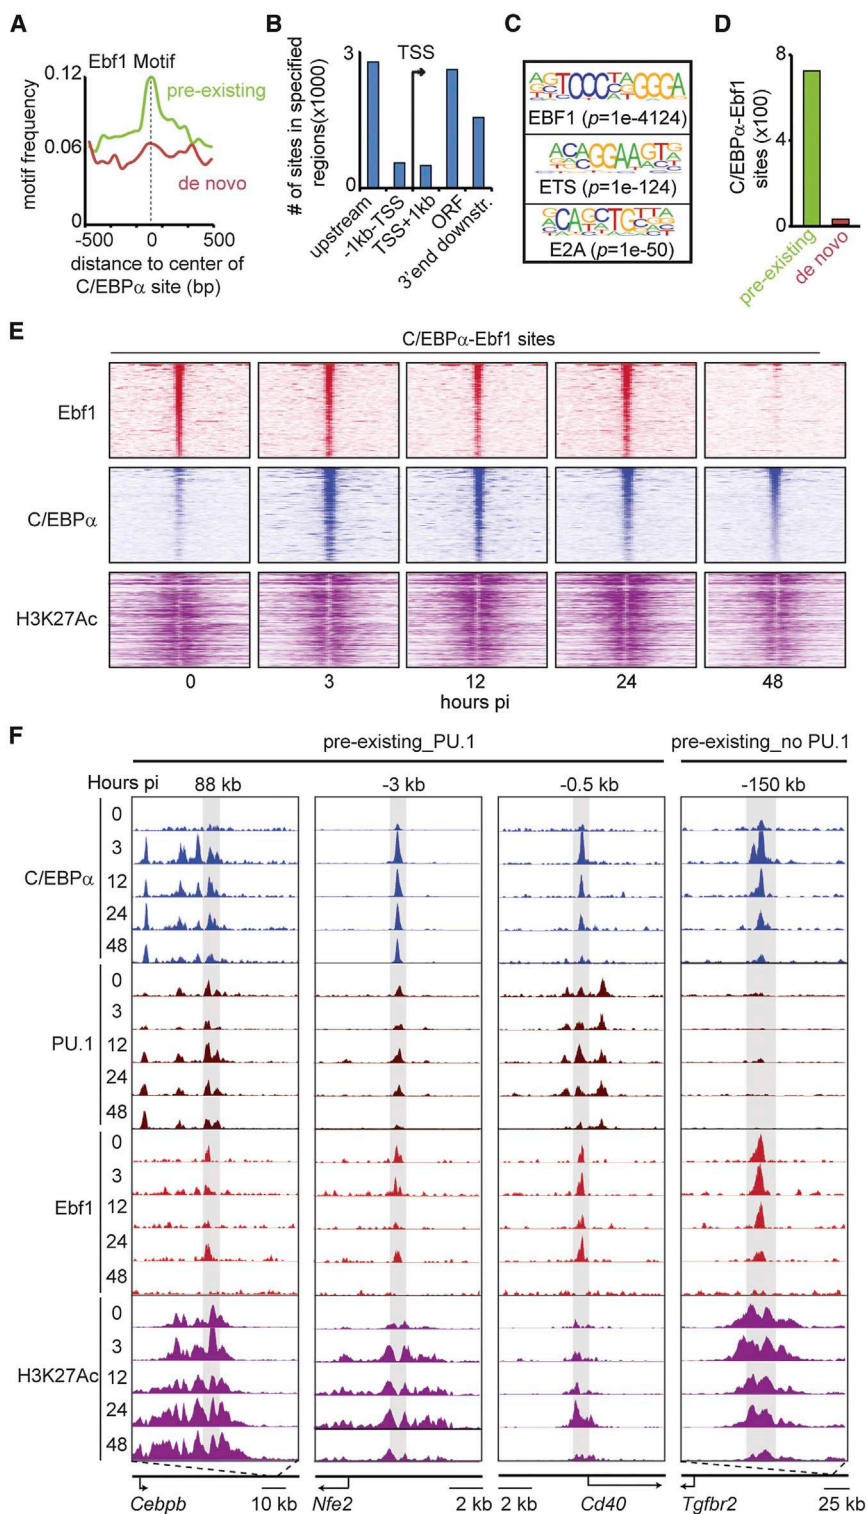 A
Ebf1 Motif
0.12
pre-existing
0.06
de novo
0
motif frequency
-500 0 500
distance to center of
C/EBPα site (bp)
B
3
TSS
0
# of sites in specified
regions(x1000)
upstream
-1kb-TSS
TSS+1kb
ORF
3'end downstr.
C
EBF1 (p=1e-4124)
ETS (p=1e-124)
E2A (p=1e-50)
D
8
4
0
C/EBPα-Ebf1
sites (x100)
pre-existing
de novo
E
C/EBPα-Ebf1 sites
Ebf1
C/EBPα
H3K27Ac
0 3 12 24 48
hours pi
F
pre-existing_PU.1 pre-existing_no PU.1
Hours pi 88 kb -3 kb -0.5 kb -150 kb
C/EBPα
0
3
12
24
48
PU.1
0
3
12
24
48
Ebf1
0
3
12
24
48
H3K27Ac
0
3
12
24
48
Cebpb 10 kb Nfe2 2 kb 2 kb Cd40 Tgfbr2 25 kb